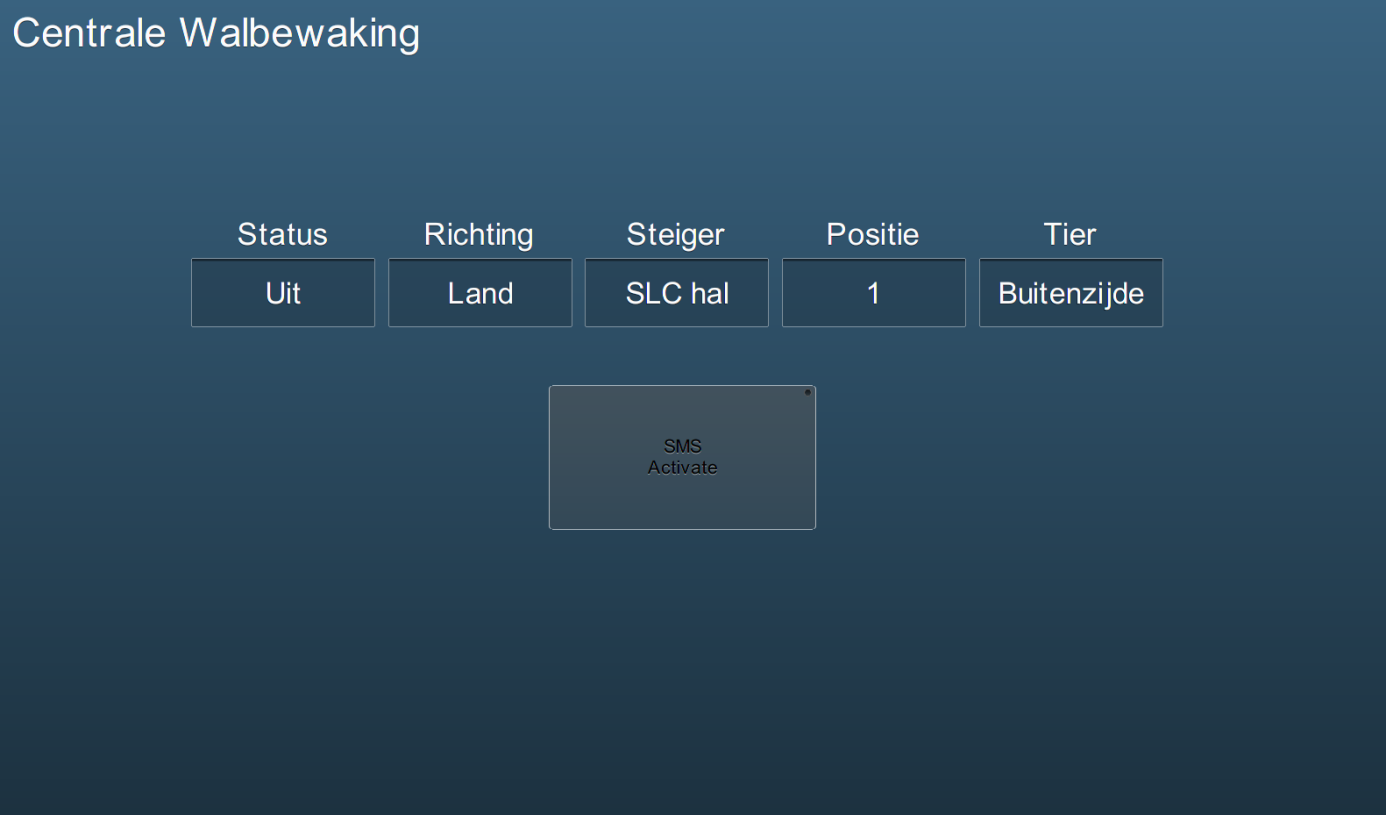 Centrale Walbewaking
Status Richting Steiger Positie Tier
Uit Land SLC hal 1 Buitenzijde
SMS
Activate